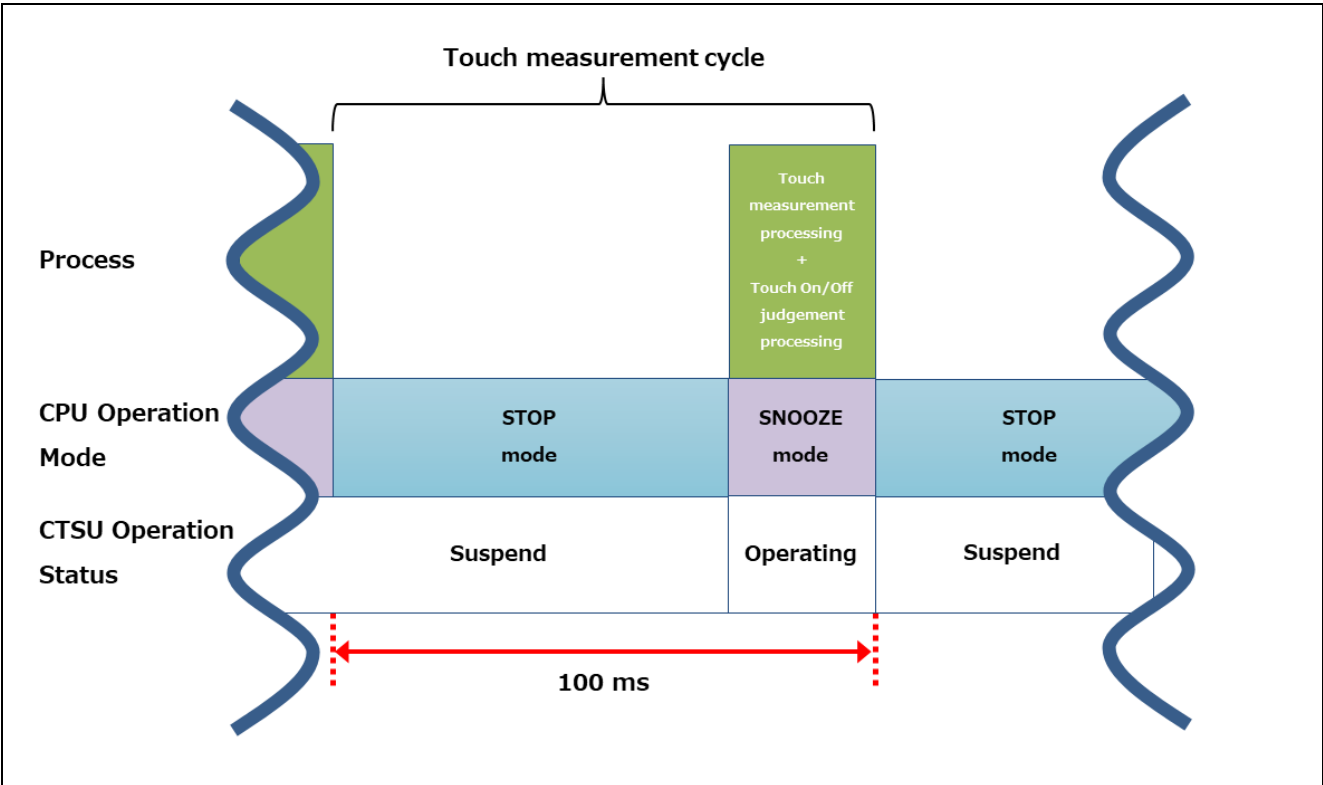 Touch measurement cycle
Process
Touch
measurement
processing
+
Touch On/Off
judgement
processing
CPU Operation
Mode
STOP
mode
SNOOZE
mode
STOP
mode
CTSU Operation
Status
Suspend
Operating
Suspend
100 ms